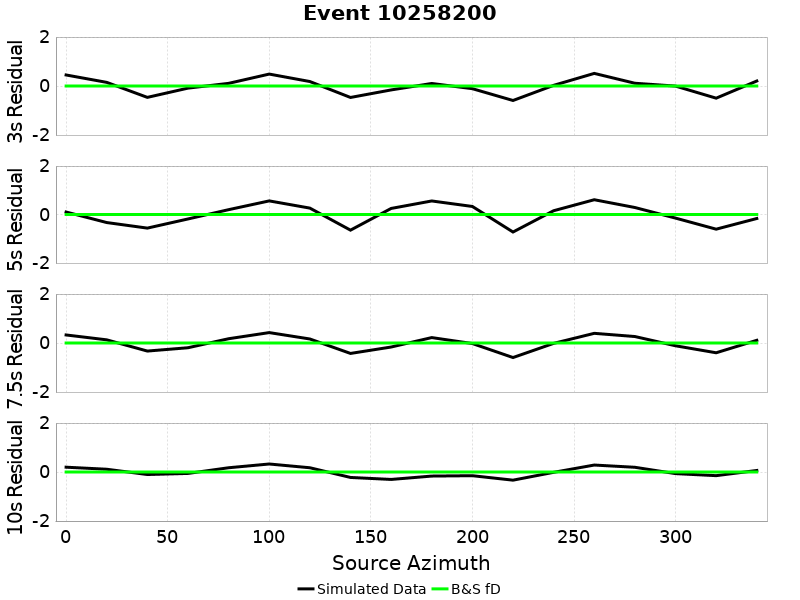 Event 10258200
3s Residual
2
0
-2
5s Residual
2
0
-2
7.5s Residual
2
0
-2
10s Residual
2
0
-2
0 50 100 150 200 250 300
Source Azimuth
Simulated Data B&S fD